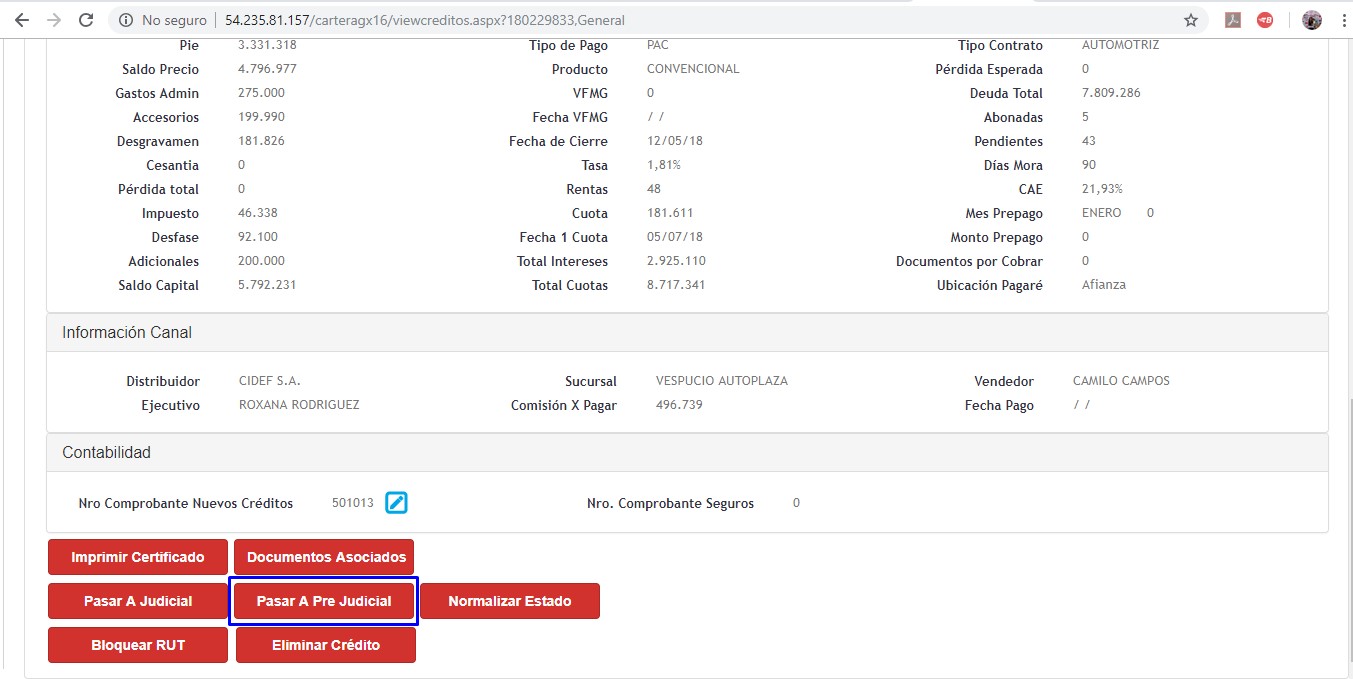 No seguro | 54.235.81.157/carteragx16/viewcreditos.aspx?180229833,General
Pie 3.331.318 Tipo de Pago PAC Tipo Contrato AUTOMOTRIZ
Saldo Precio 4.796.977 Producto CONVENCIONAL Pérdida Esperada 0
Gastos Admin 275.000 VFMG 0 Deuda Total 7.809.286
Accesorios 199.990 Fecha VFMG / / Abonadas 5
Desgravamen 181.826 Fecha de Cierre 12/05/18 Pendientes 43
Cesantia 0 Tasa 1,81% Días Mora 90
Pérdida total 0 Rentas 48 CAE 21,93%
Impuesto 46.338 Cuota 181.611 Mes Prepago ENERO 0
Desfase 92.100 Fecha 1 Cuota 05/07/18 Monto Prepago 0
Adicionales 200.000 Total Intereses 2.925.110 Documentos por Cobrar 0
Saldo Capital 5.792.231 Total Cuotas 8.717.341 Ubicación Pagaré Afianza
Información Canal
Distribuidor CIDEF S.A. Sucursal VESPUCIO AUTOPLAZA Vendedor CAMILO CAMPOS
Ejecutivo ROXANA RODRIGUEZ Comisión X Pagar 496.739 Fecha Pago / /
Contabilidad
Nro Comprobante Nuevos Créditos 501013 Nro. Comprobante Seguros 0
Imprimir Certificado Documentos Asociados
Pasar A Judicial Pasar A Pre Judicial Normalizar Estado
Bloquear RUT Eliminar Crédito